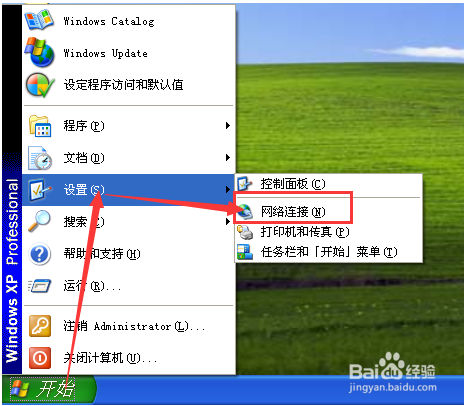 Windows Catalog
Windows Update
设定程序访问和默认值
程序(P)
文档(D)
设置(S)
搜索(C)
帮助和支持(H)
运行(R)...
注销 Administrator(L)...
关闭计算机(U)...
Windows XP Professional
控制面板(C)
网络连接(N)
打印机和传真(P)
任务栏和「开始」菜单(T)
开始
Bai 经验
jingyan.baidu.com